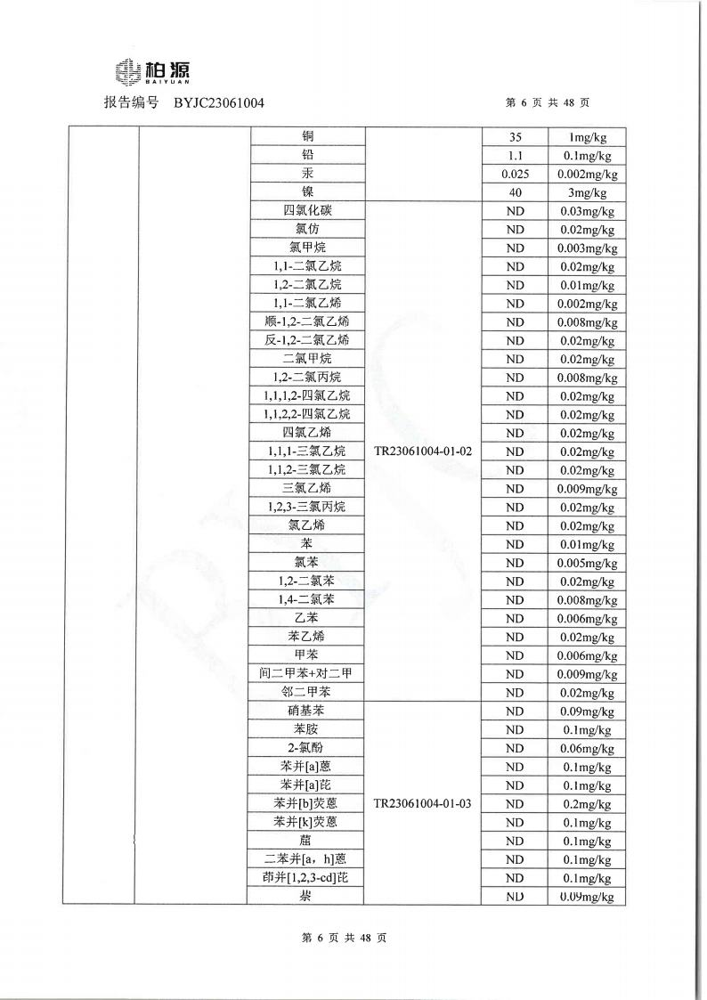 柏源
BAIYUAN
报告编号 BYJC23061004 第 6 页 共 48 页
铜 35 1mg/kg
铅 1.1 0.1mg/kg
汞 0.025 0.002mg/kg
镍 40 3mg/kg
四氯化碳 ND 0.03mg/kg
氯仿 ND 0.02mg/kg
氯甲烷 ND 0.003mg/kg
1,1-二氯乙烷 ND 0.02mg/kg
1,2-二氯乙烷 ND 0.01mg/kg
1,1-二氯乙烯 ND 0.002mg/kg
顺-1,2-二氯乙烯 ND 0.008mg/kg
反-1,2-二氯乙烯 ND 0.02mg/kg
二氯甲烷 ND 0.02mg/kg
1,2-二氯丙烷 ND 0.008mg/kg
1,1,1,2-四氯乙烷 ND 0.02mg/kg
1,1,2,2-四氯乙烷 ND 0.02mg/kg
四氯乙烯 ND 0.02mg/kg
1,1,1-三氯乙烷 TR23061004-01-02 ND 0.02mg/kg
1,1,2-三氯乙烷 ND 0.02mg/kg
三氯乙烯 ND 0.009mg/kg
1,2,3-三氯丙烷 ND 0.02mg/kg
氯乙烯 ND 0.02mg/kg
苯 ND 0.01mg/kg
氯苯 ND 0.005mg/kg
1,2-二氯苯 ND 0.02mg/kg
1,4-二氯苯 ND 0.008mg/kg
乙苯 ND 0.006mg/kg
苯乙烯 ND 0.02mg/kg
甲苯 ND 0.006mg/kg
间二甲苯+对二甲 ND 0.009mg/kg
邻二甲苯 ND 0.02mg/kg
硝基苯 ND 0.09mg/kg
苯胺 ND 0.1mg/kg
2-氯酚 ND 0.06mg/kg
苯并[a]蒽 ND 0.1mg/kg
苯并[a]芘 ND 0.1mg/kg
苯并[b]荧蒽 TR23061004-01-03 ND 0.2mg/kg
苯并[k]荧蒽 ND 0.1mg/kg
䓛 ND 0.1mg/kg
二苯并[a，h]蒽 ND 0.1mg/kg
茚并[1,2,3-cd]芘 ND 0.1mg/kg
萘 ND 0.09mg/kg
第 6 页 共 48 页